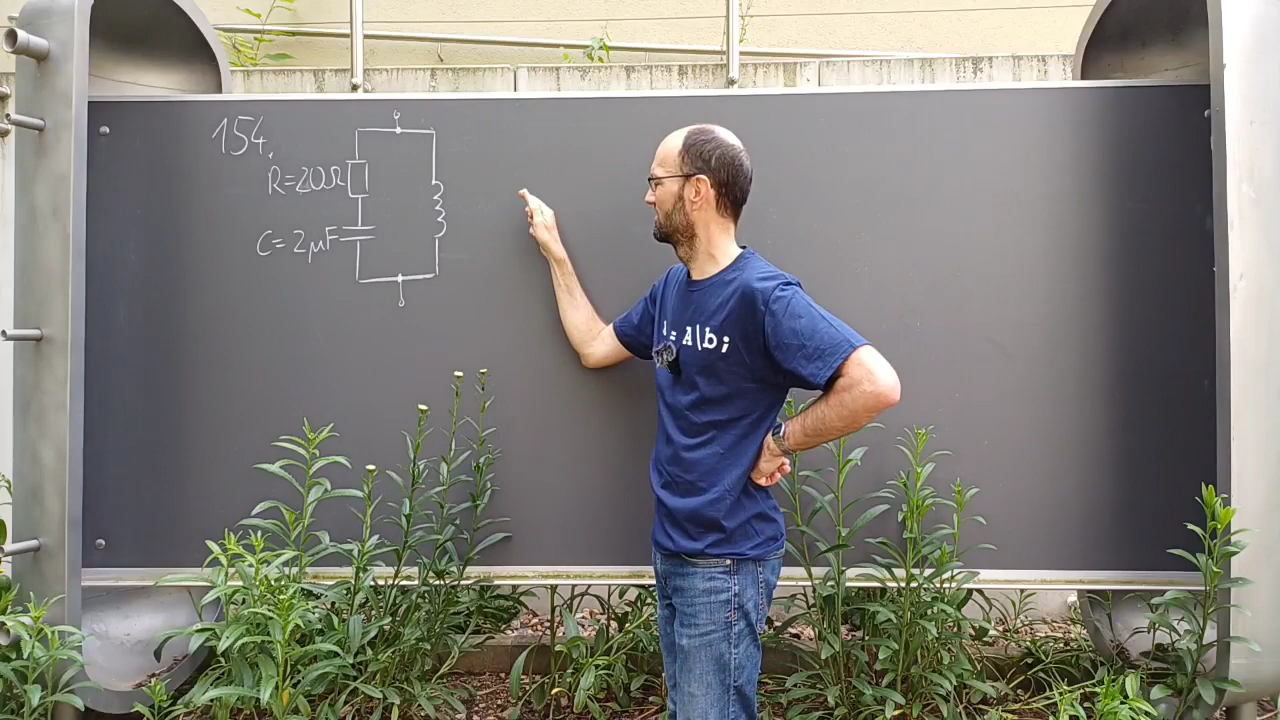 154.
R=20Ω
C=2μF
= A\b;